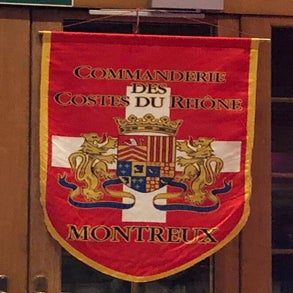 COMMANDERIE
DES
COSTES DU RHÔNE
MONTREUX